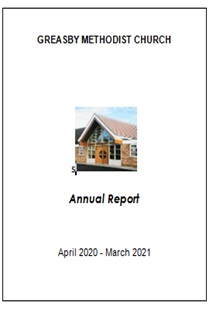 GREASBY METHODIST CHURCH
Annual Report
April 2020 - March 2021